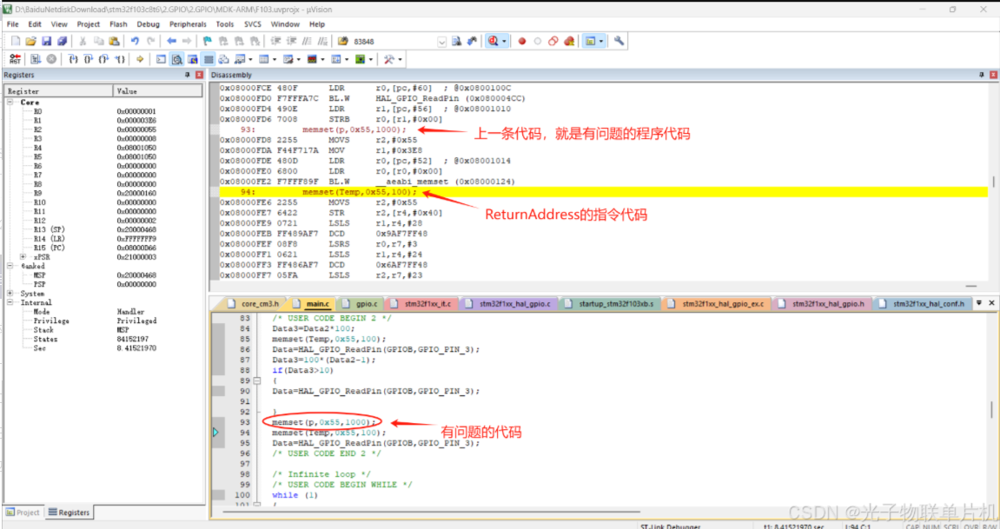 D:\BaiduNetdiskDownload\stm32f103c8t6\2.GPIO\2.GPIO\MDK-ARM\F103.uvprojx - µVision
File Edit View Project Flash Debug Peripherals Tools SVCS Window Help
83848
Registers
Register Value
Core
R0 0x00000001
R1 0x000003E6
R2 0x00000055
R3 0x00000008
R4 0x08001050
R5 0x08001050
R6 0x00000000
R7 0x00000000
R8 0x00000000
R9 0x20000160
R10 0x00000000
R11 0x00000000
R12 0x00000002
R13 (SP) 0x20000468
R14 (LR) 0xFFFFFFF9
R15 (PC) 0x08000D66
xPSR 0x21000003
Banked
MSP 0x20000468
PSP 0x00000000
System
Internal
Mode Handler
Privilege Privileged
Stack MSP
States 84152197
Sec 8.41521970
Project Registers
Disassembly
0x08000FCE 480F LDR r0,[pc,#60] ; @0x0800100C
0x08000FD0 F7FFFA7C BL.W HAL_GPIO_ReadPin (0x080004CC)
0x08000FD4 490E LDR r1,[pc,#56] ; @0x08001010
0x08000FD6 7008 STRB r0,[r1,#0x00]
93: memset(p,0x55,1000);
上一条代码，就是有问题的程序代码
0x08000FD8 2255 MOVS r2,#0x55
0x08000FDA F44F717A MOV r1,#0x3E8
0x08000FDE 480D LDR r0,[pc,#52] ; @0x08001014
0x08000FE0 6800 LDR r0,[r0,#0x00]
0x08000FE2 F7FFF89F BL.W __aeabi_memset (0x08000124)
94: memset(Temp,0x55,100);
ReturnAddress的指令代码
0x08000FE6 2255 MOVS r2,#0x55
0x08000FE7 6422 STR r2,[r4,#0x40]
0x08000FE9 0721 LSLS r1,r4,#28
0x08000FEB FF489AF7 DCD 0x9AF7FF48
0x08000FEF 08F8 LSRS r0,r7,#3
0x08000FF1 0621 LSLS r1,r4,#24
0x08000FF3 FF486AF7 DCD 0x6AF7FF48
0x08000FF7 05FA LSLS r2,r7,#23
core_cm3.h main.c gpio.c stm32f1xx_it.c stm32f1xx_hal_gpio.c startup_stm32f103xb.s stm32f1xx_hal_gpio_ex.c stm32f1xx_hal_gpio.h stm32f1xx_hal_conf.h
83 /* USER CODE BEGIN 2 */
84 Data3=Data2*100;
85 memset(Temp,0x55,100);
86 Data=HAL_GPIO_ReadPin(GPIOB,GPIO_PIN_3);
87 Data3=100*(Data2-1);
88 if(Data3>10)
89 {
90 Data=HAL_GPIO_ReadPin(GPIOB,GPIO_PIN_3);
91
92 }
93 memset(p,0x55,1000);
有问题的代码
94 memset(Temp,0x55,100);
95 Data=HAL_GPIO_ReadPin(GPIOB,GPIO_PIN_3);
96 /* USER CODE END 2 */
97
98 /* Infinite loop */
99 /* USER CODE BEGIN WHILE */
100 while (1)
101 {
CSDN @光子物联单片机
ST-Link Debugger t1: 8.41521970 sec L:94 C:1 CAP NUM SCRL OVR R/W